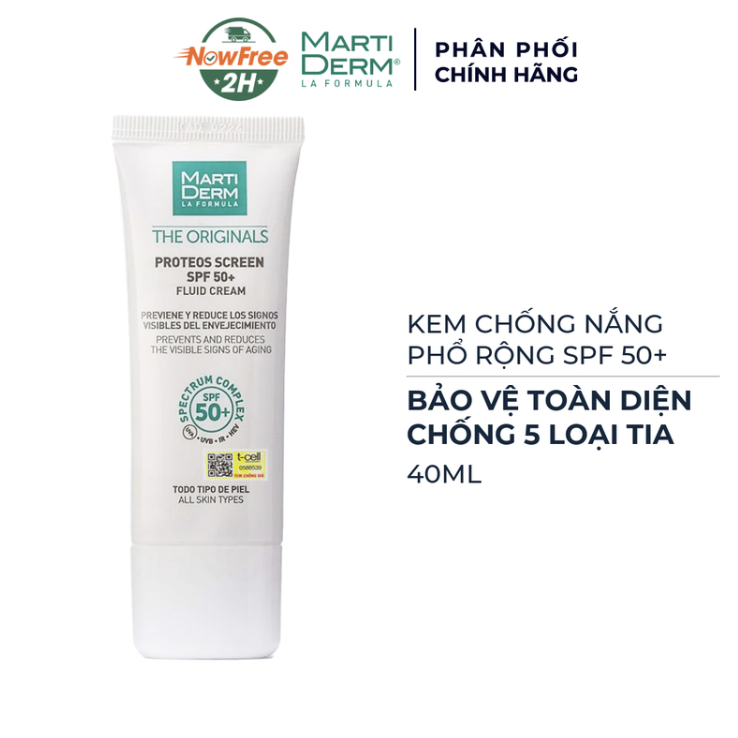 NowFree
2H
MARTI
DERM®
LA FORMULA
PHÂN PHỐI
CHÍNH HÃNG
MARTI
DERM
LA FORMULA
THE ORIGINALS
PROTEOS SCREEN
SPF 50+
FLUID CREAM
PREVIENE Y REDUCE LOS SIGNOS
VISIBLES DEL ENVEJECIMIENTO
PREVENTS AND REDUCES
THE VISIBLE SIGNS OF AGING
SPECTRUM COMPLEX
SPF
50+
UVA • UVB • IR • HEV
t-cell
TEM CHỐNG GIẢ
TODO TIPO DE PIEL
ALL SKIN TYPES
KEM CHỐNG NẮNG
PHỔ RỘNG SPF 50+
BẢO VỆ TOÀN DIỆN
CHỐNG 5 LOẠI TIA
40ML